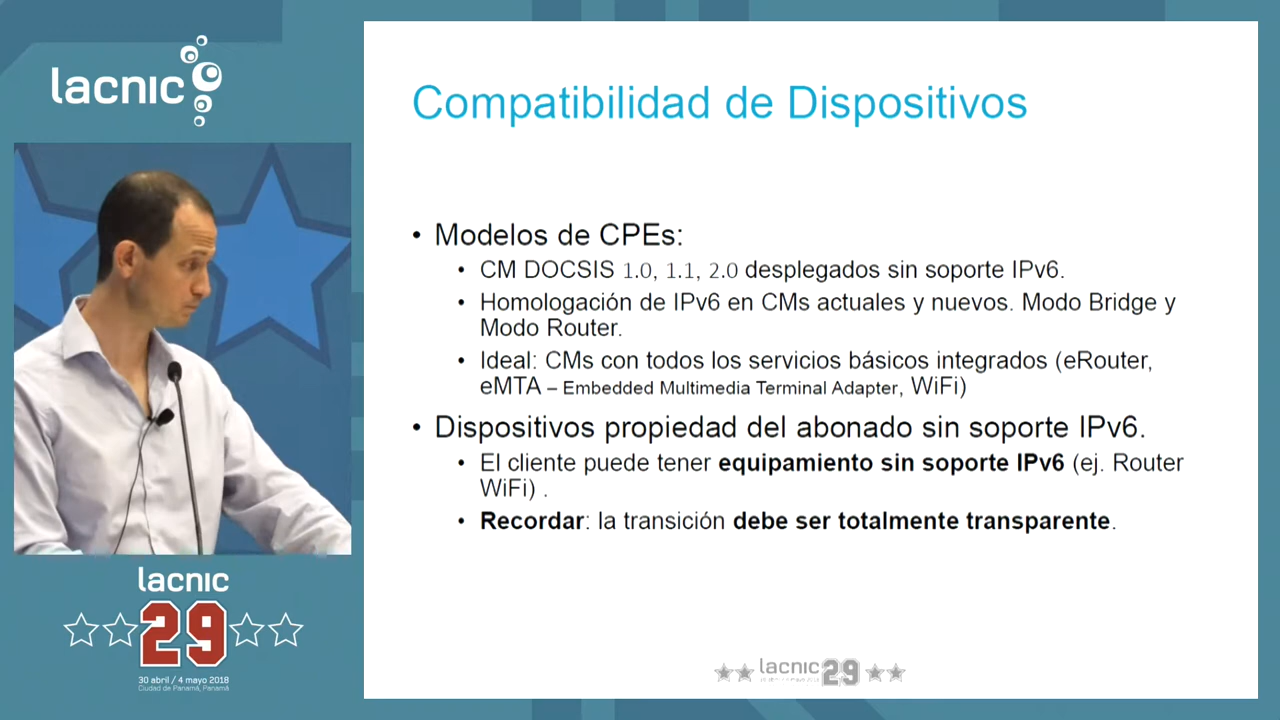 lacnic
Compatibilidad de Dispositivos
• Modelos de CPEs:
• CM DOCSIS 1.0, 1.1, 2.0 desplegados sin soporte IPv6.
• Homologación de IPv6 en CMs actuales y nuevos. Modo Bridge y
Modo Router.
• Ideal: CMs con todos los servicios básicos integrados (eRouter,
eMTA – Embedded Multimedia Terminal Adapter, WiFi)
• Dispositivos propiedad del abonado sin soporte IPv6.
• El cliente puede tener equipamiento sin soporte IPv6 (ej. Router
WiFi) .
• Recordar: la transición debe ser totalmente transparente.
lacnic
29
30 abril / 4 mayo 2018
Ciudad de Panamá, Panamá
lacnic 29